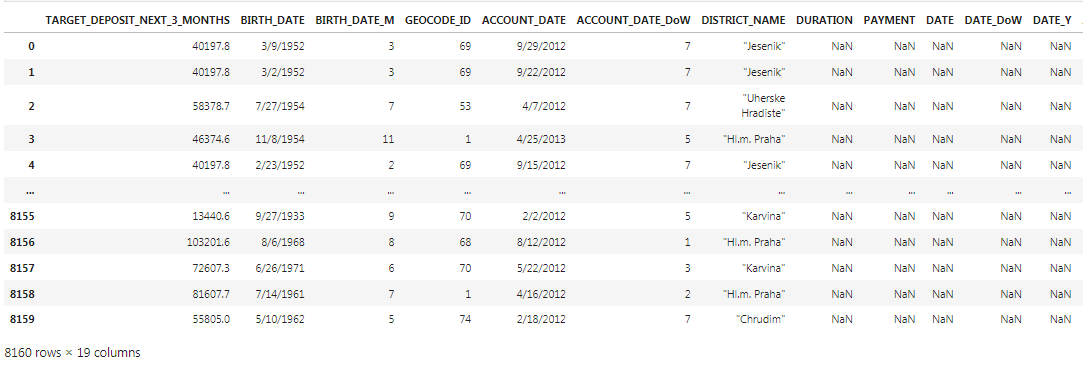 TARGET_DEPOSIT_NEXT_3_MONTHS BIRTH_DATE BIRTH_DATE_M GEOCODE_ID ACCOUNT_DATE ACCOUNT_DATE_DoW DISTRICT_NAME DURATION PAYMENT DATE DATE_DoW DATE_Y
0 40197.8 3/9/1952 3 69 9/29/2012 7 "Jesenik" NaN NaN NaN NaN NaN
1 40197.8 3/2/1952 3 69 9/22/2012 7 "Jesenik" NaN NaN NaN NaN NaN
2 58378.7 7/27/1954 7 53 4/7/2012 7 "Uherske Hradiste" NaN NaN NaN NaN NaN
3 46374.6 11/8/1954 11 1 4/25/2013 5 "Hl.m. Praha" NaN NaN NaN NaN NaN
4 40197.8 2/23/1952 2 69 9/15/2012 7 "Jesenik" NaN NaN NaN NaN NaN
... ... ... ... ... ... ... ... ... ... ... ... ...
8155 13440.6 9/27/1933 9 70 2/2/2012 5 "Karvina" NaN NaN NaN NaN NaN
8156 103201.6 8/6/1968 8 68 8/12/2012 1 "Hl.m. Praha" NaN NaN NaN NaN NaN
8157 72607.3 6/26/1971 6 70 5/22/2012 3 "Karvina" NaN NaN NaN NaN NaN
8158 81607.7 7/14/1961 7 1 4/16/2012 2 "Hl.m. Praha" NaN NaN NaN NaN NaN
8159 55805.0 5/10/1962 5 74 2/18/2012 7 "Chrudim" NaN NaN NaN NaN NaN
8160 rows × 19 columns